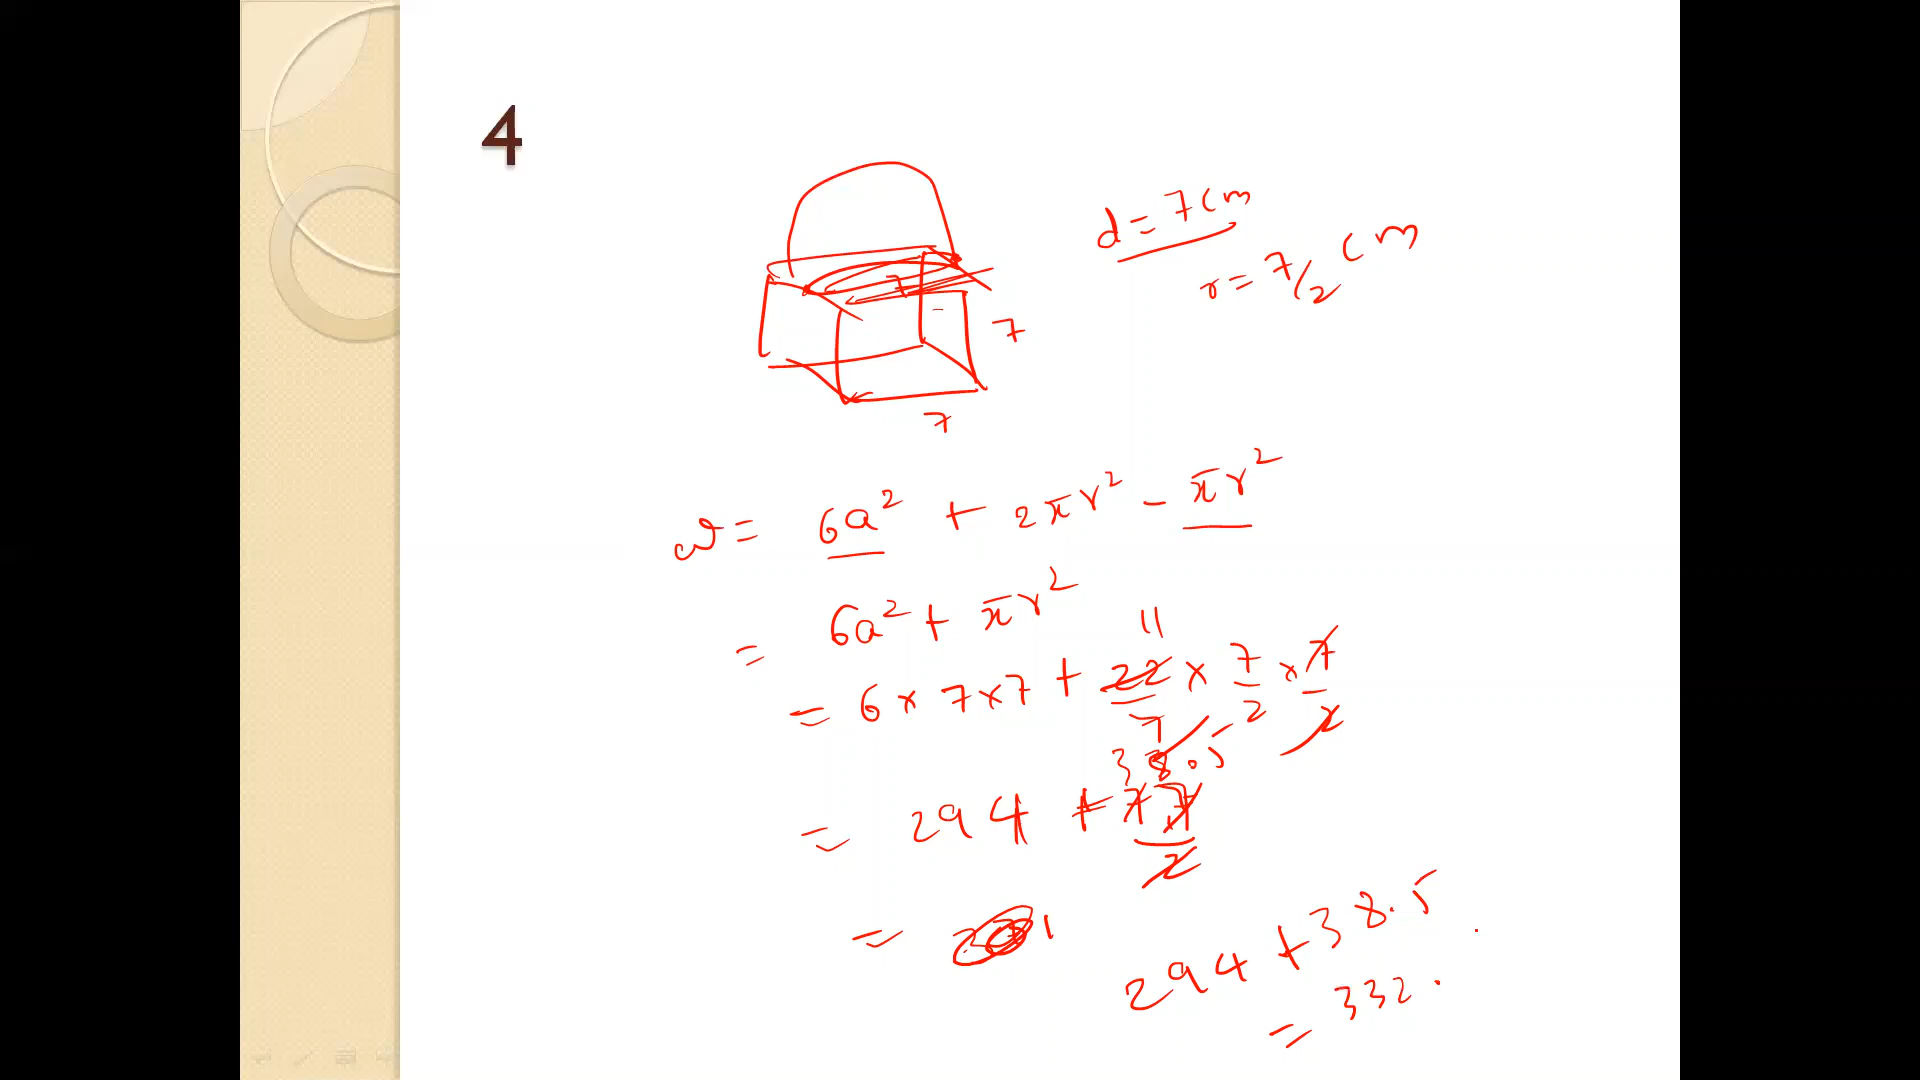 4
d = 7 cm
r = 7/2 cm
7
7
7
= 6a² + 2πr² - πr²
= 6a² + πr²
11
= 6 × 7 × 7 + 22/7 × 7/2 × 7/2
38.5
= 294 + 77/2
=
294 + 38.5
= 332.